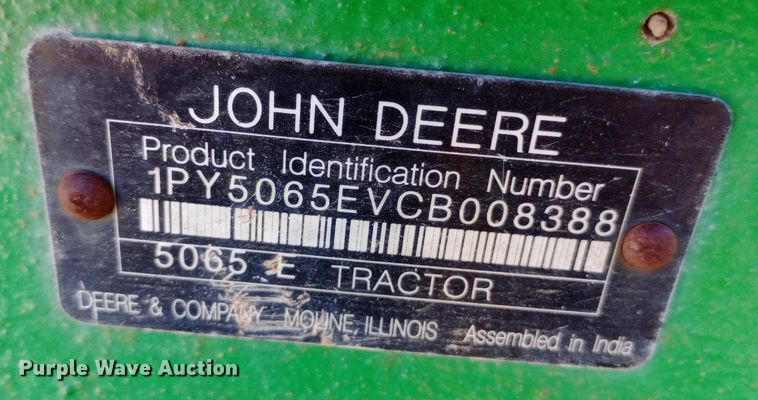 JOHN DEERE
Product Identification Number
1PY5065EVCB008388
5065 E TRACTOR
DEERE & COMPANY MOLINE, ILLINOIS Assembled in India
Purple Wave Auction